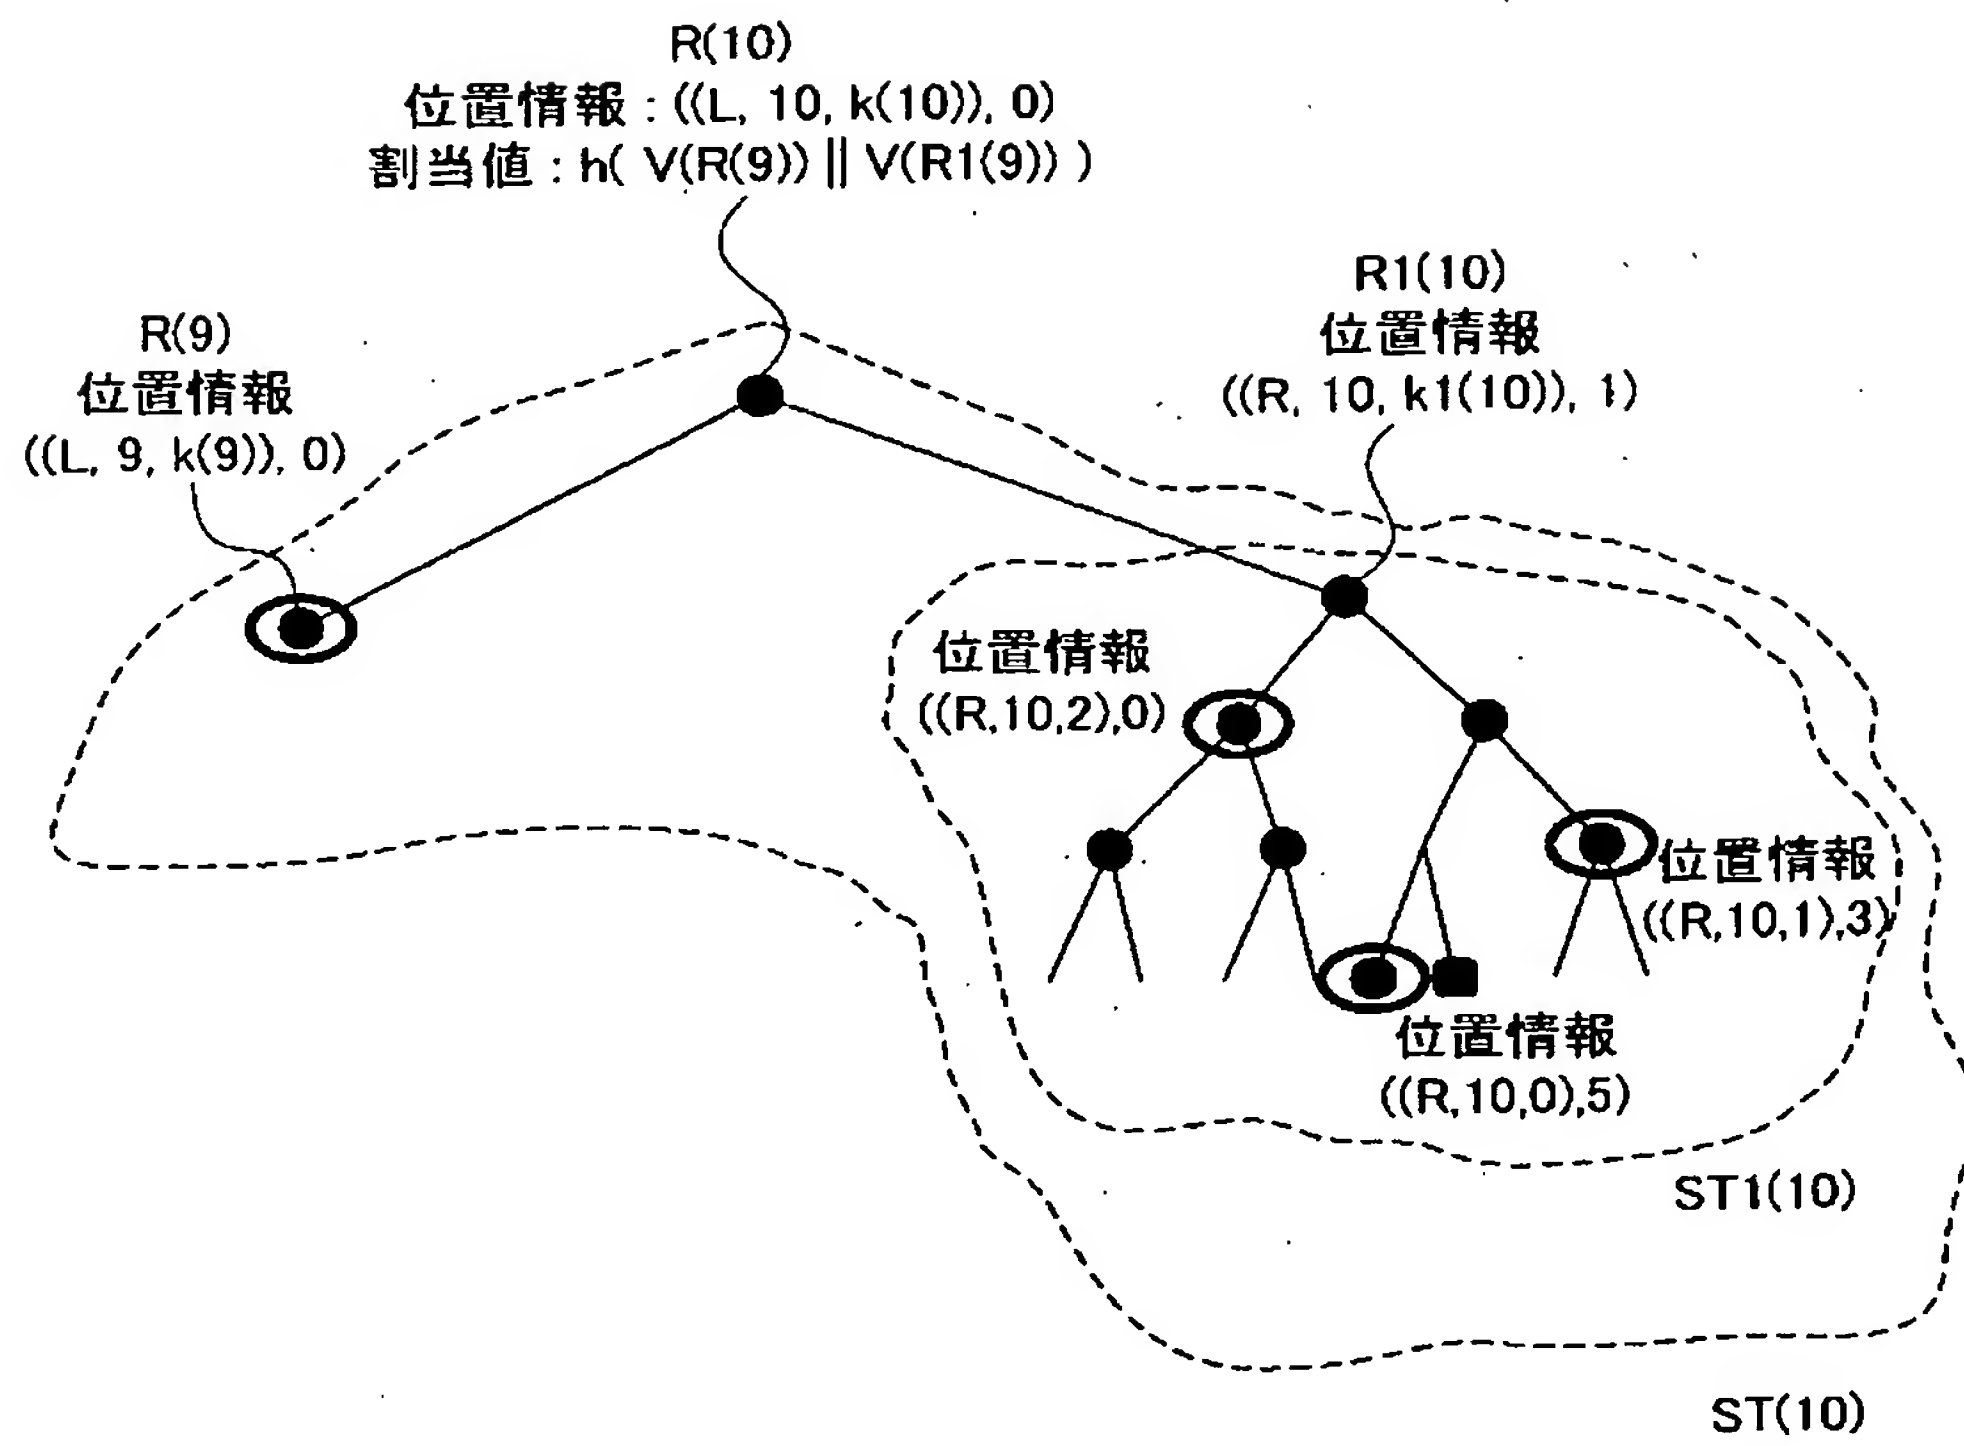 R(10)
位置情報 : ((L, 10, k(10)), 0)
割当値 : h( V(R(9)) || V(R1(9)) )
R1(10)
位置情報
((R, 10, k1(10)), 1)
R(9)
位置情報
((L, 9, k(9)), 0)
位置情報
((R,10,2),0)
位置情報
((R,10,1),3)
位置情報
((R,10,0),5)
ST1(10)
ST(10)